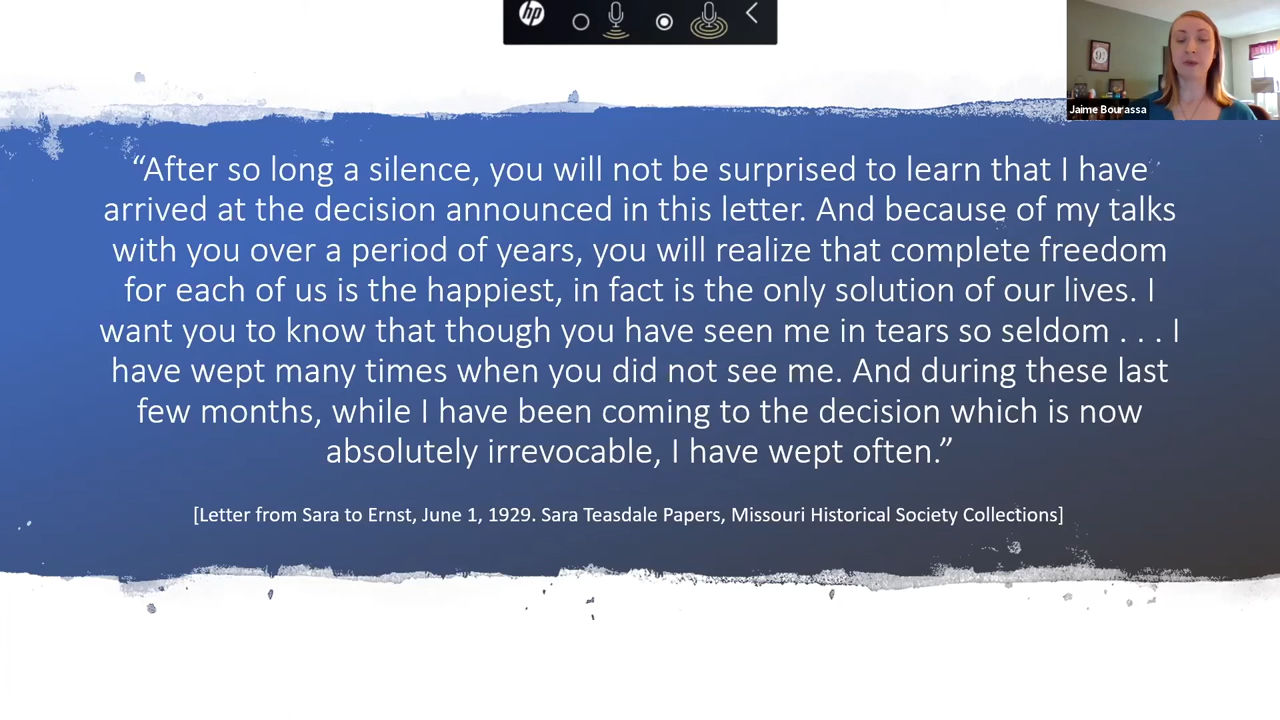 hp
Jaime Bourassa
“After so long a silence, you will not be surprised to learn that I have
arrived at the decision announced in this letter. And because of my talks
with you over a period of years, you will realize that complete freedom
for each of us is the happiest, in fact is the only solution of our lives. I
want you to know that though you have seen me in tears so seldom . . . I
have wept many times when you did not see me. And during these last
few months, while I have been coming to the decision which is now
absolutely irrevocable, I have wept often.”
[Letter from Sara to Ernst, June 1, 1929. Sara Teasdale Papers, Missouri Historical Society Collections]